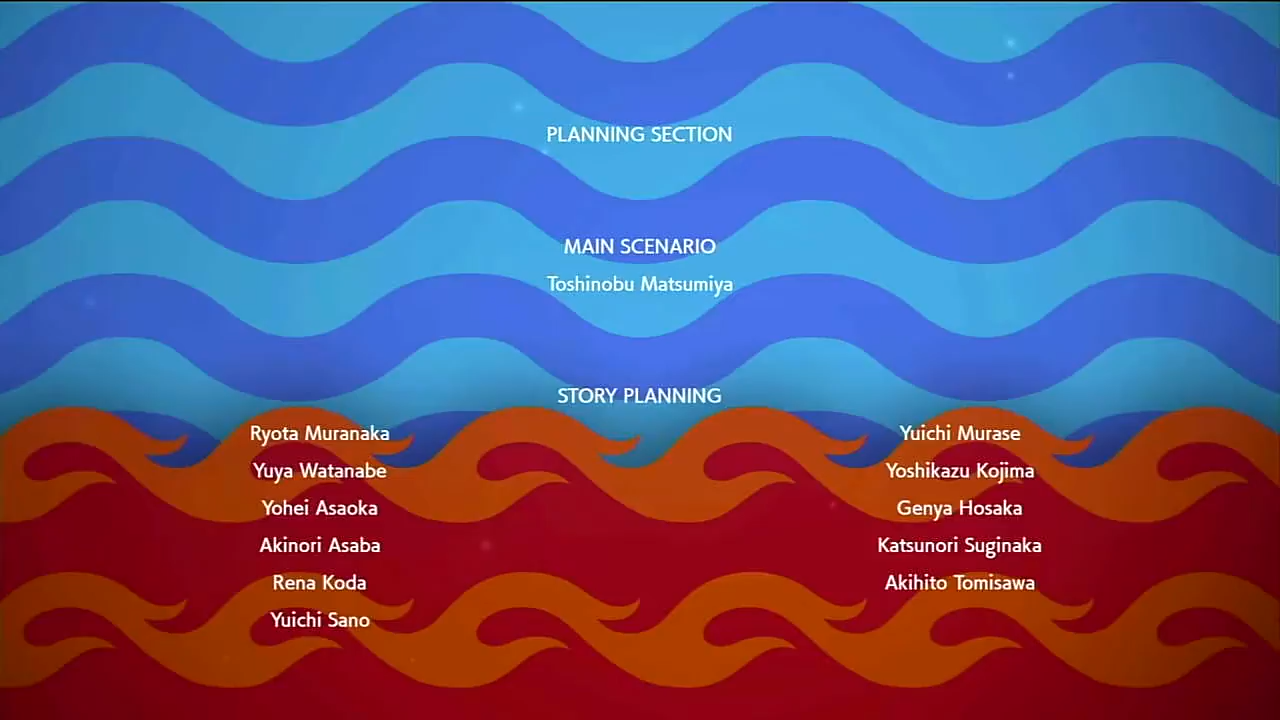 PLANNING SECTION
MAIN SCENARIO
Toshinobu Matsumiya
STORY PLANNING
Ryota Muranaka
Yuya Watanabe
Yohei Asaoka
Akinori Asaba
Rena Koda
Yuichi Sano
Yuichi Murase
Yoshikazu Kojima
Genya Hosaka
Katsunori Suginaka
Akihito Tomisawa